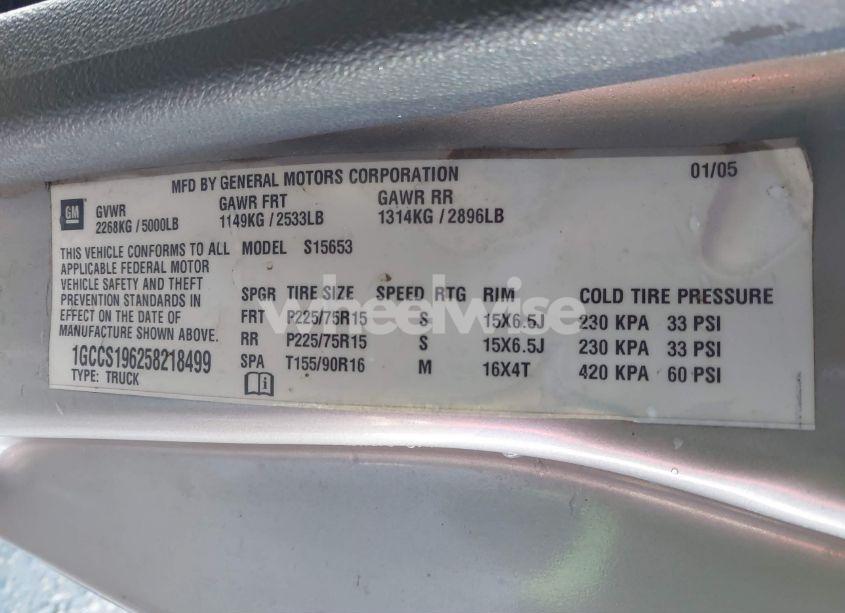 MFD BY GENERAL MOTORS CORPORATION 01/05
GM
GVWR GAWR FRT GAWR RR
2268KG / 5000LB 1149KG / 2533LB 1314KG / 2896LB
THIS VEHICLE CONFORMS TO ALL
APPLICABLE FEDERAL MOTOR
VEHICLE SAFETY AND THEFT
PREVENTION STANDARDS IN
EFFECT ON THE DATE OF
MANUFACTURE SHOWN ABOVE.
1GCCS196258218499
TYPE: TRUCK
MODEL S15653
SPGR TIRE SIZE SPEED RTG RIM COLD TIRE PRESSURE
FRT P225/75R15 S 15X6.5J 230 KPA 33 PSI
RR P225/75R15 S 15X6.5J 230 KPA 33 PSI
SPA T155/90R16 M 16X4T 420 KPA 60 PSI
wheelwise